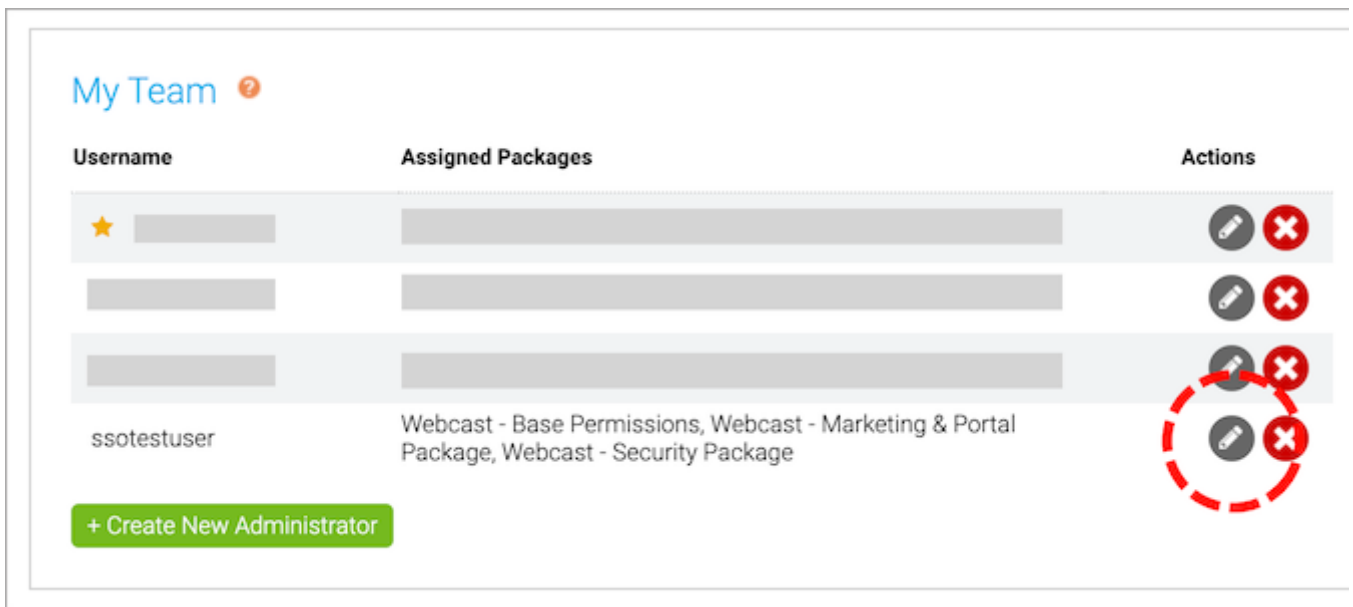 My Team ?
Username Assigned Packages Actions
ssotestuser
Webcast - Base Permissions, Webcast - Marketing & Portal
Package, Webcast - Security Package
+ Create New Administrator